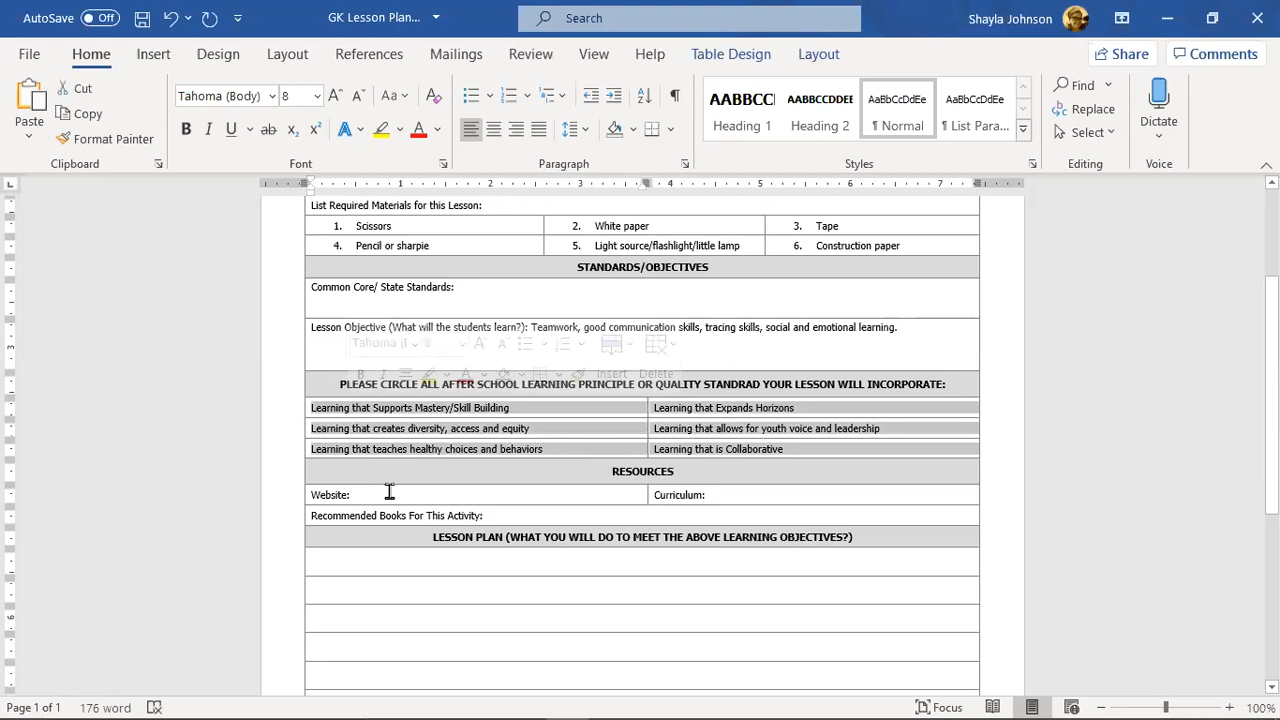 AutoSave Off GK Lesson Plan... Search Shayla Johnson
File Home Insert Design Layout References Mailings Review View Help Table Design Layout Share Comments
Paste Cut Copy Format Painter
Tahoma (Body) 8
AABBCCI AABBCCDDEE AaBbCcDdEe AaBbCcDdEe
Heading 1 Heading 2 ¶ Normal ¶ List Para...
Find Replace Select Dictate
Clipboard Font Paragraph Styles Editing Voice
1 2 3 4 5 6 7
List Required Materials for this Lesson:
1. Scissors 2. White paper 3. Tape
4. Pencil or sharpie 5. Light source/flashlight/little lamp 6. Construction paper
STANDARDS/OBJECTIVES
Common Core/ State Standards:
Lesson Objective (What will the students learn?): Teamwork, good communication skills, tracing skills, social and emotional learning.
Insert Delete
PLEASE CIRCLE ALL AFTER SCHOOL LEARNING PRINCIPLE OR QUALITY STANDRAD YOUR LESSON WILL INCORPORATE:
Learning that Supports Mastery/Skill Building Learning that Expands Horizons
Learning that creates diversity, access and equity Learning that allows for youth voice and leadership
Learning that teaches healthy choices and behaviors Learning that is Collaborative
RESOURCES
Website: Curriculum:
Recommended Books For This Activity:
LESSON PLAN (WHAT YOU WILL DO TO MEET THE ABOVE LEARNING OBJECTIVES?)
Page 1 of 1 176 word Focus 100%